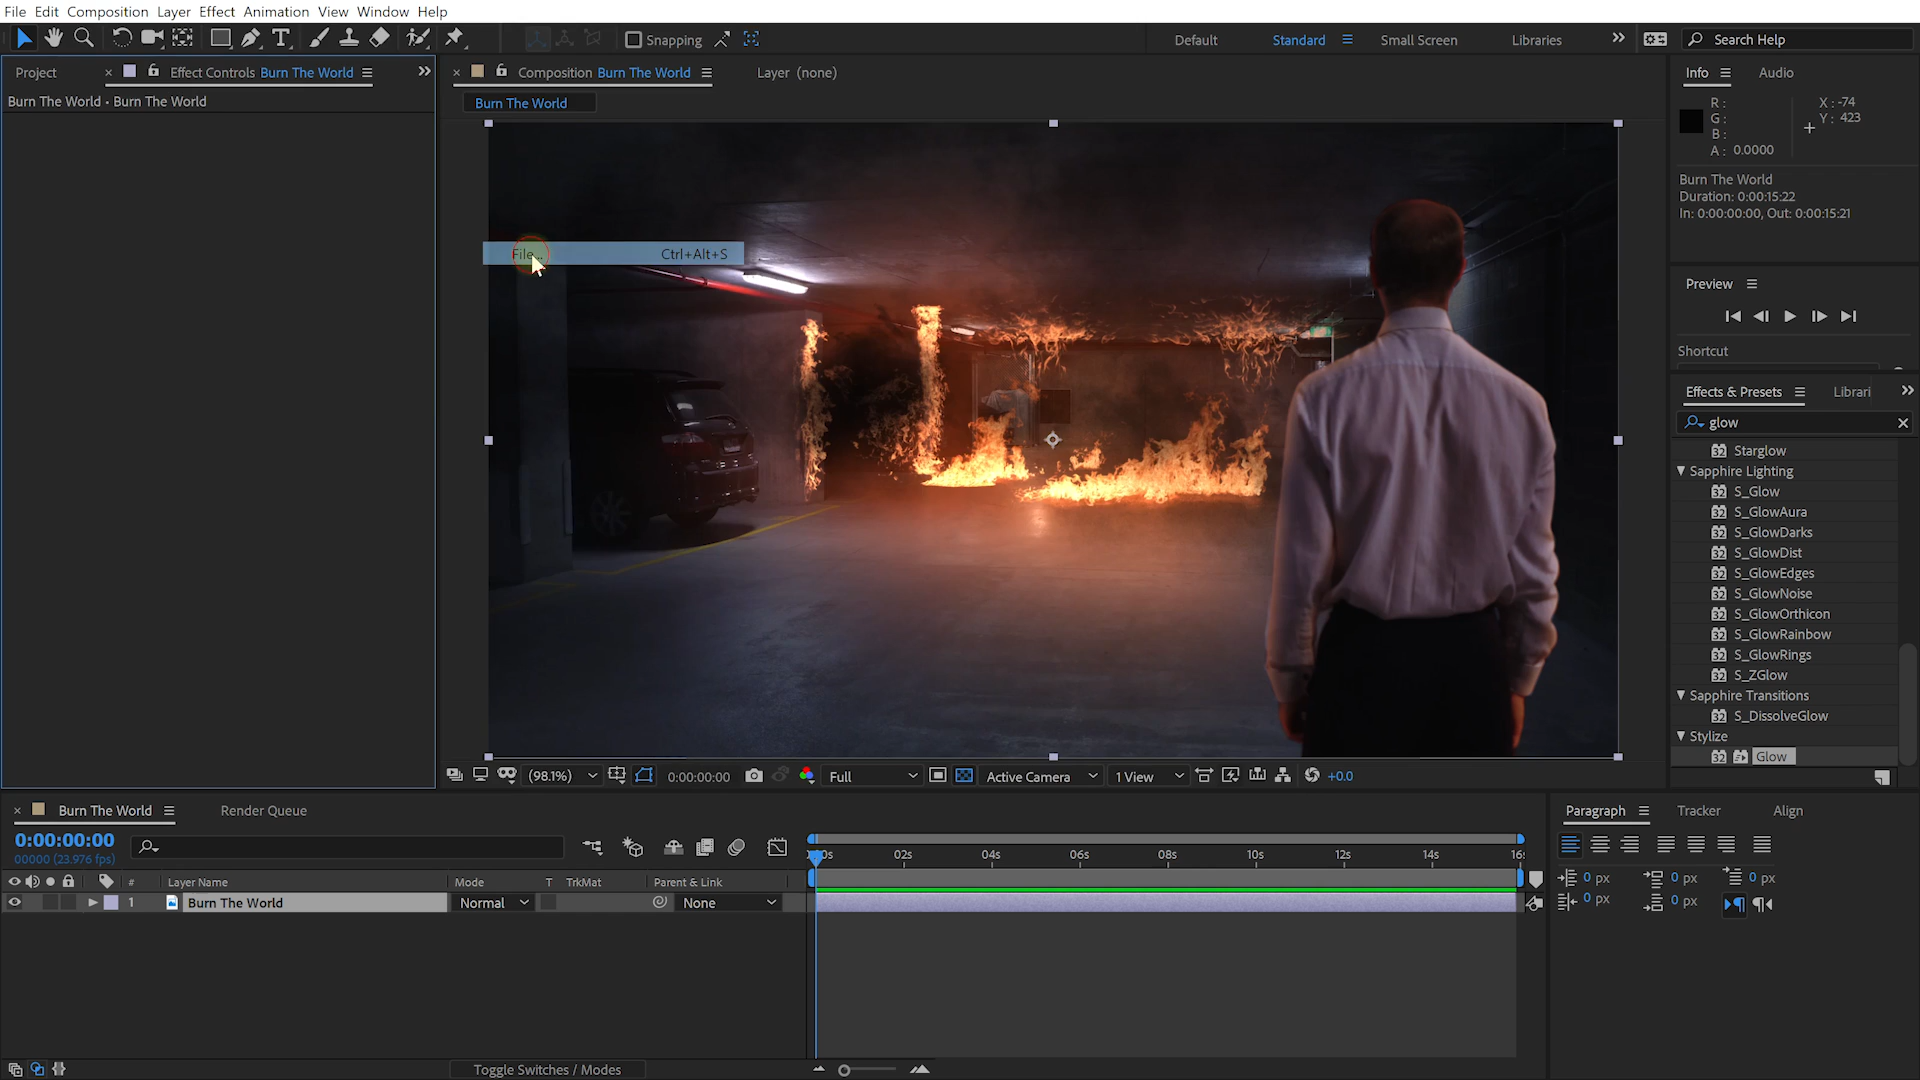 File Edit Composition Layer Effect Animation View Window Help
Snapping
Default Standard Small Screen Libraries
Search Help
Project Effect Controls Burn The World
Burn The World • Burn The World
Composition Burn The World
Layer (none)
Burn The World
File... Ctrl+Alt+S
Info Audio
R :
G :
B :
A : 0.0000
X : -74
Y : 423
Burn The World
Duration: 0:00:15:22
In: 0:00:00:00, Out: 0:00:15:21
Preview
Shortcut
Effects & Presets Librari
glow
Starglow
Sapphire Lighting
S_Glow
S_GlowAura
S_GlowDarks
S_GlowDist
S_GlowEdges
S_GlowNoise
S_GlowOrthicon
S_GlowRainbow
S_GlowRings
S_ZGlow
Sapphire Transitions
S_DissolveGlow
Stylize
Glow
(98.1%) 0:00:00:00 Full Active Camera 1 View +0.0
Burn The World Render Queue
0:00:00:00
00000 (23.976 fps)
# Layer Name Mode T TrkMat Parent & Link
1 Burn The World Normal None
02s 04s 06s 08s 10s 12s 14s 16s
Toggle Switches / Modes
Paragraph Tracker Align
0 px 0 px 0 px
0 px 0 px